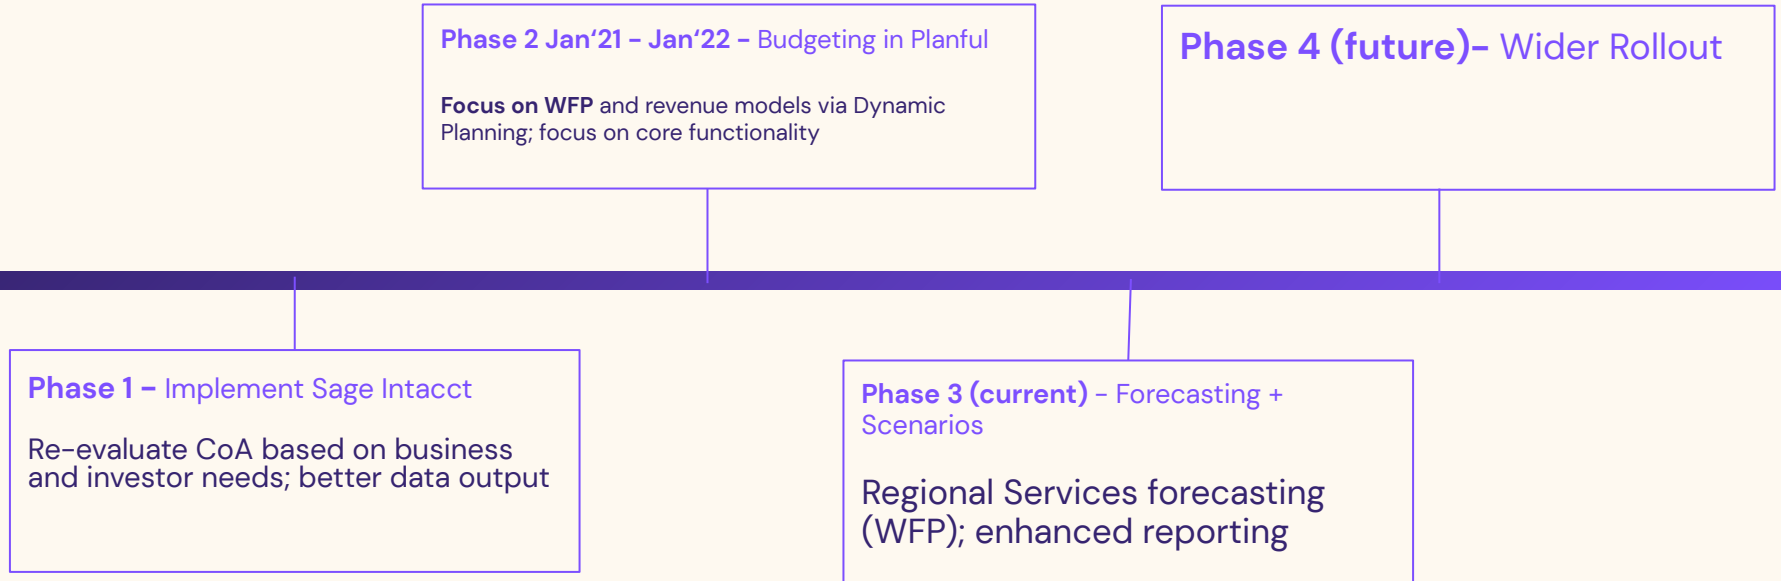 Phase 2 Jan‘21 – Jan‘22 – Budgeting in Planful
Focus on WFP and revenue models via Dynamic
Planning; focus on core functionality
Phase 4 (future)– Wider Rollout
Phase 1 – Implement Sage Intacct
Re-evaluate CoA based on business
and investor needs; better data output
Phase 3 (current) - Forecasting +
Scenarios
Regional Services forecasting
(WFP); enhanced reporting